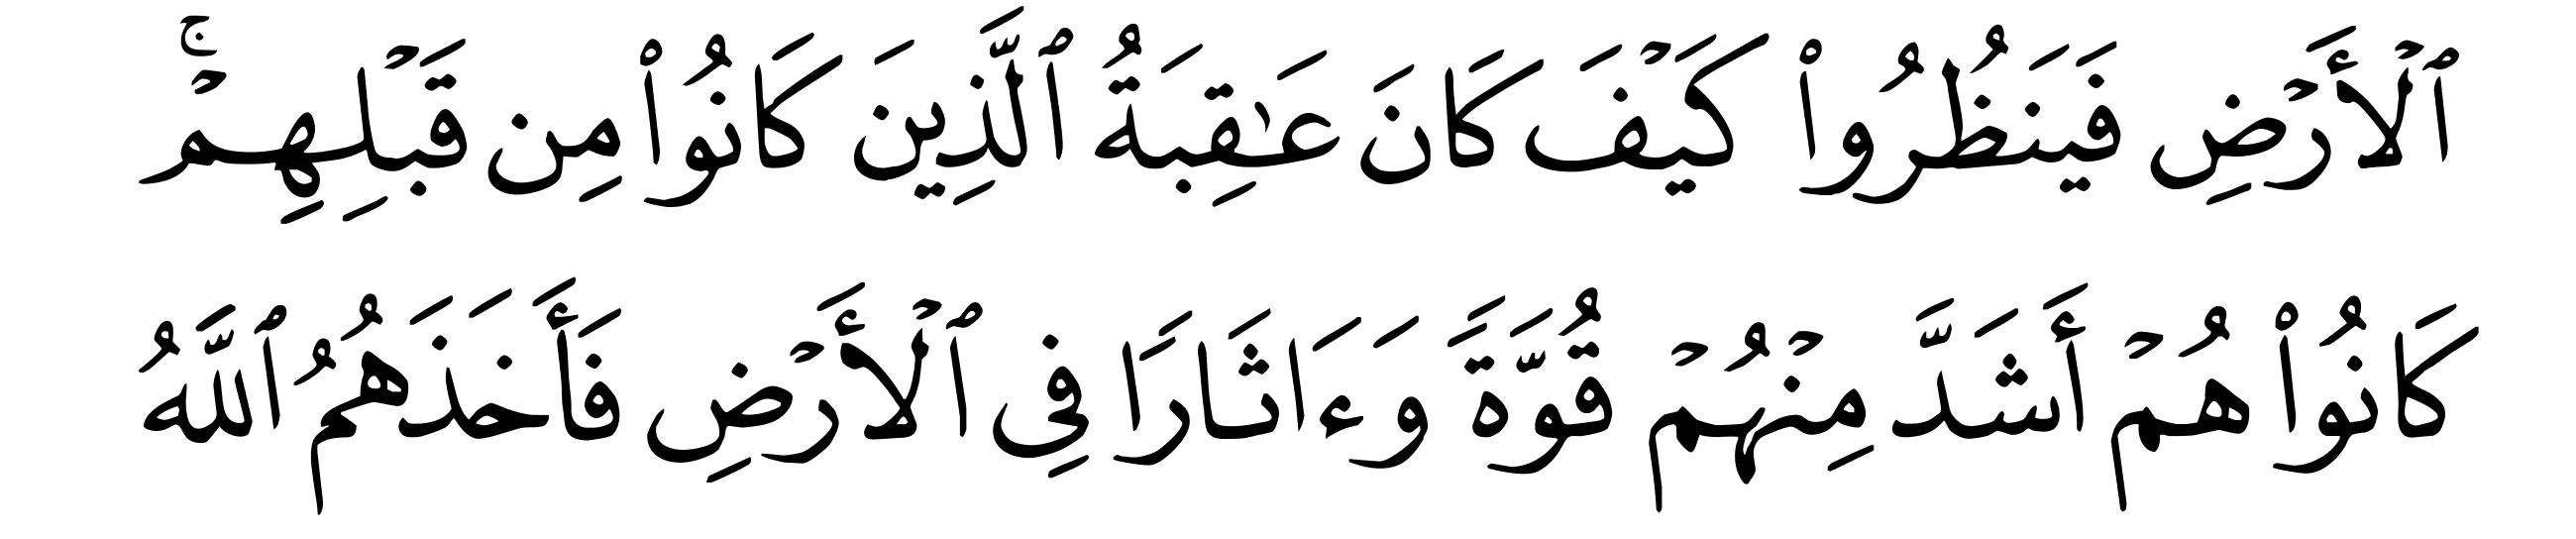 ٱلْأَرْضِ فَيَنظُرُوا۟ كَيْفَ كَانَ عَـٰقِبَةُ ٱلَّذِينَ كَانُوا۟ مِن قَبْلِهِمْ ۚ
كَانُوا۟ هُمْ أَشَدَّ مِنْهُمْ قُوَّةً وَءَاثَارًا فِى ٱلْأَرْضِ فَأَخَذَهُمُ ٱللَّهُ